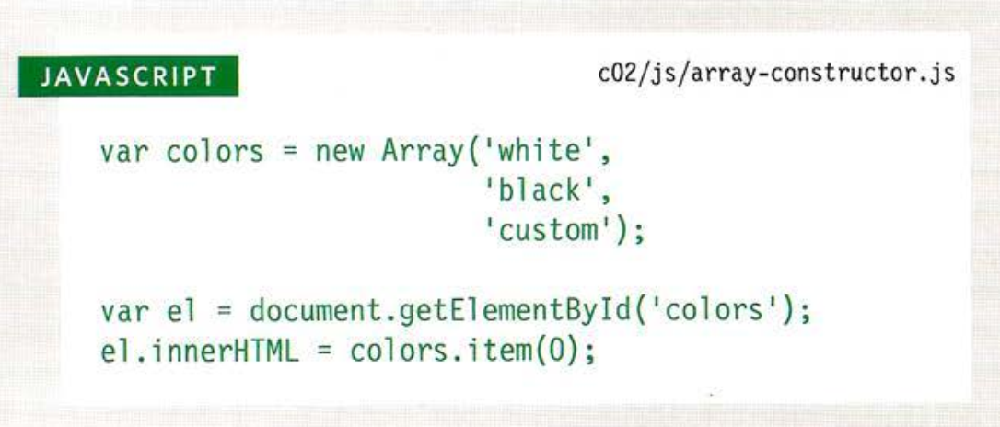 JAVASCRIPT
c02/js/array-constructor.js
var colors = new Array('white',
'black',
'custom');
var el = document.getElementById('colors');
el.innerHTML = colors.item(0);